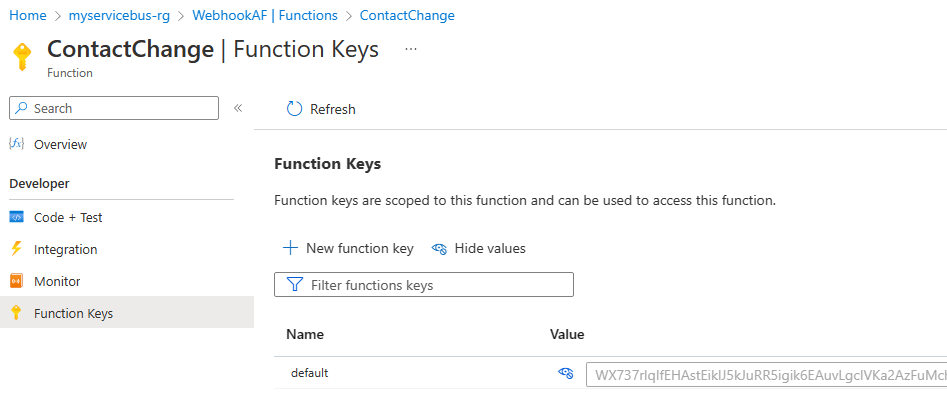 Home > myservicebus-rg > WebhookAF | Functions > ContactChange
ContactChange | Function Keys ...
Function
Search «
Refresh
{fx} Overview
Developer
Code + Test
Integration
Monitor
Function Keys
Function Keys
Function keys are scoped to this function and can be used to access this function.
+ New function key Hide values
Filter functions keys
Name Value
default